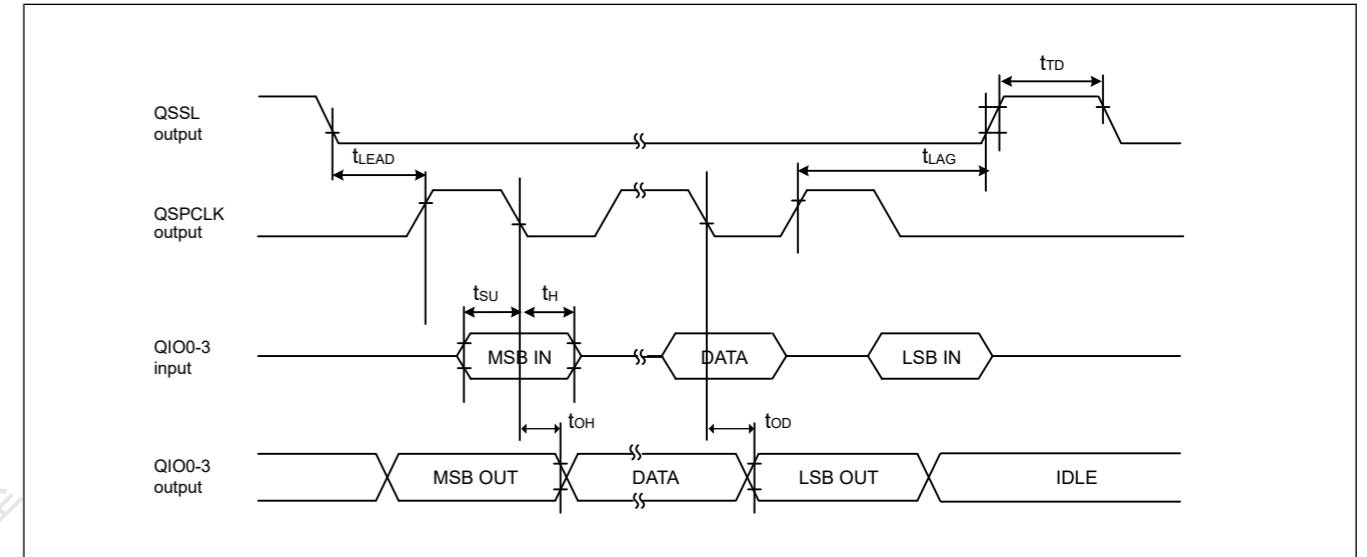 tTD
QSSL
output
tLEAD
tLAG
QSPCLK
output
tSU
tH
QIO0-3
input
MSB IN
DATA
LSB IN
tOH
tOD
QIO0-3
output
MSB OUT
DATA
LSB OUT
IDLE